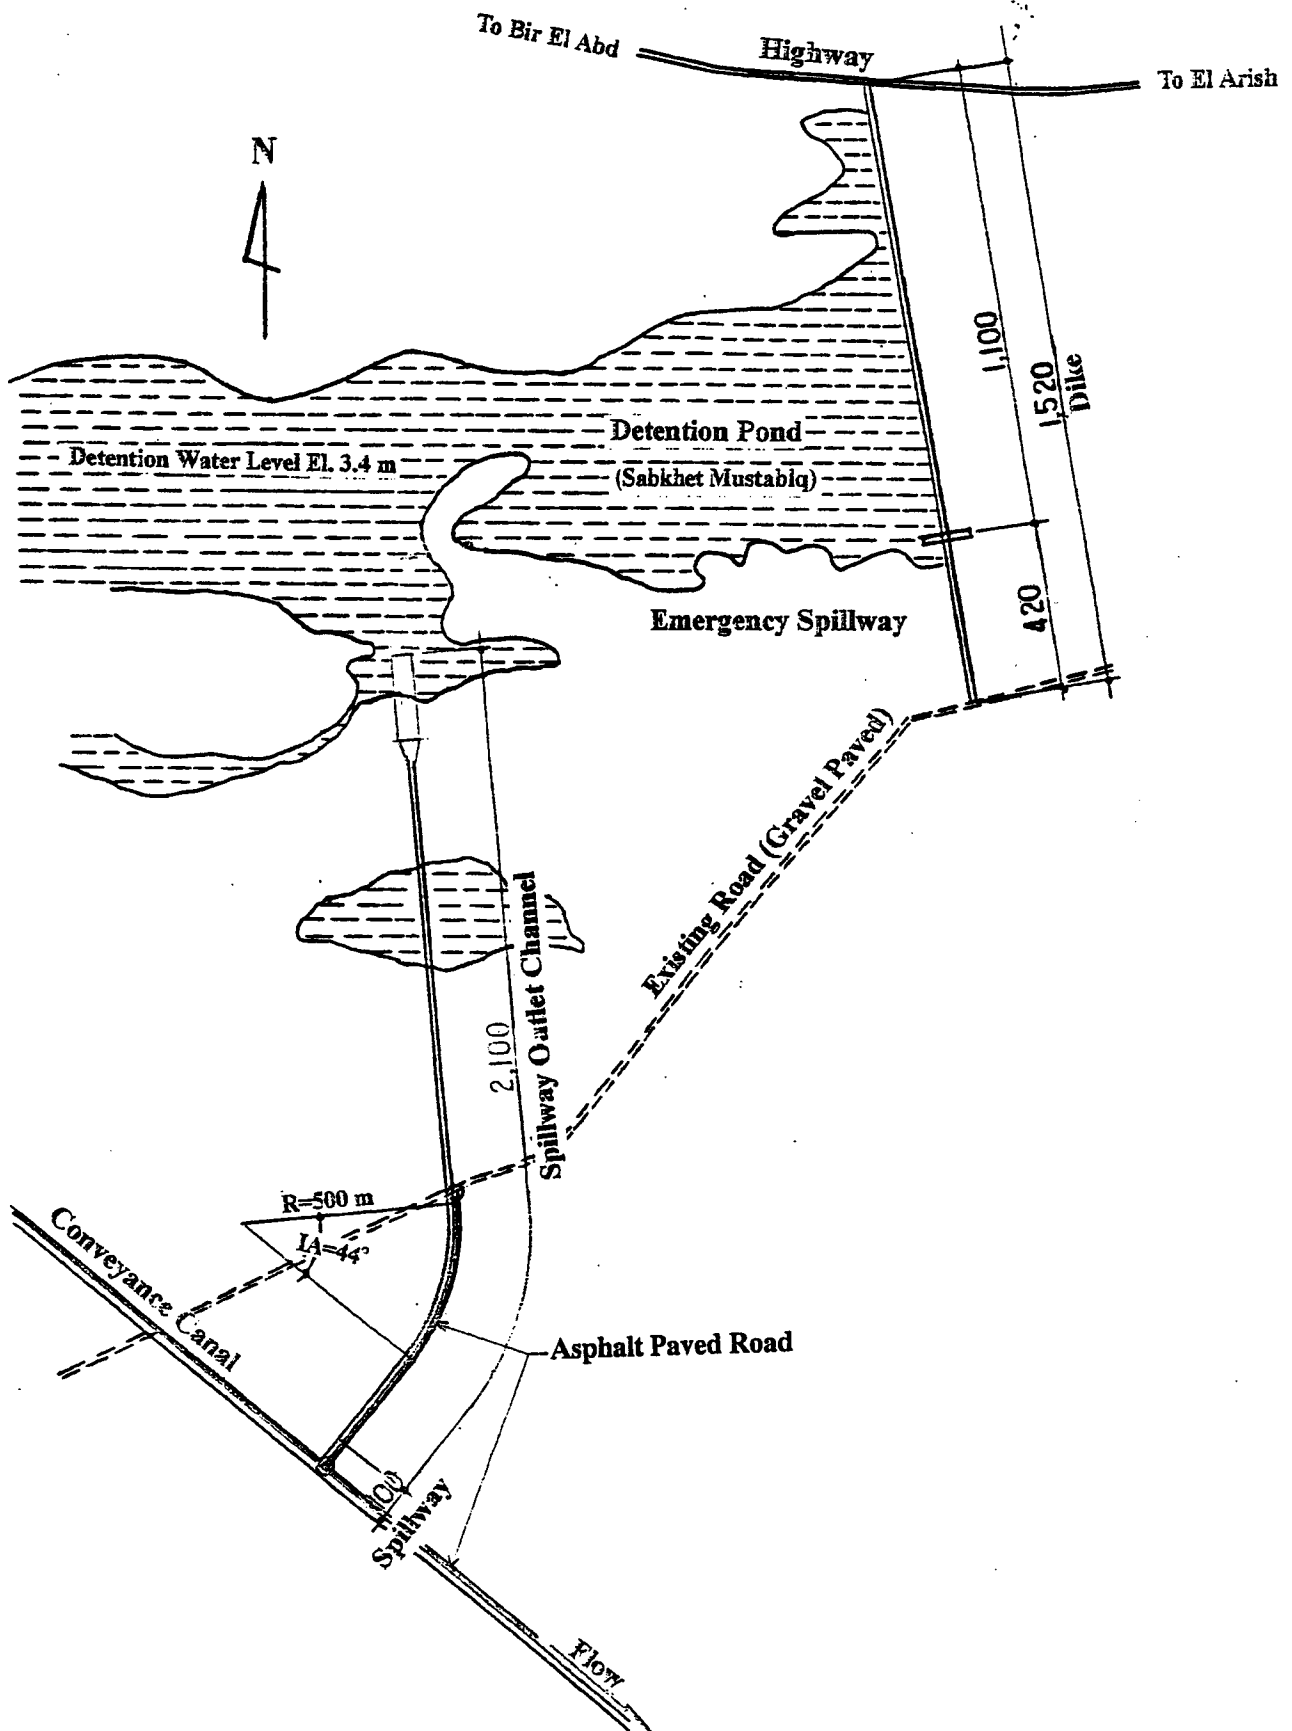 To Bir El Abd
Highway
To El Arish
N
1,100
1,520
Dike
Detention Pond
Detention Water Level El. 3.4 m
(Sabkhet Mustabiq)
420
Emergency Spillway
Existing Road (Gravel Paved)
Spillway Outlet Channel
2,100
R=500 m
IA=44°
Conveyance Canal
Asphalt Paved Road
100
Spillway
Flow